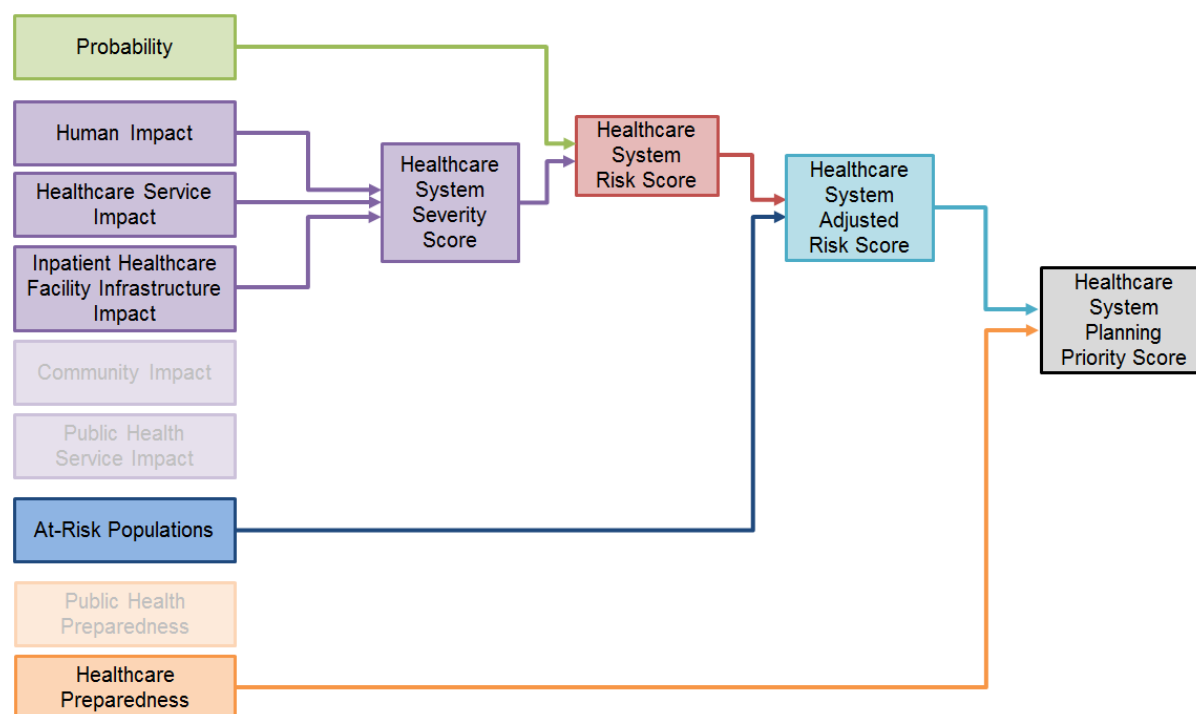 Probability
Human Impact
Healthcare Service
Impact
Inpatient Healthcare
Facility Infrastructure
Impact
Community Impact
Public Health
Service Impact
At-Risk Populations
Public Health
Preparedness
Healthcare
Preparedness
Healthcare
System
Severity
Score
Healthcare
System
Risk Score
Healthcare
System
Adjusted
Risk Score
Healthcare
System
Planning
Priority Score